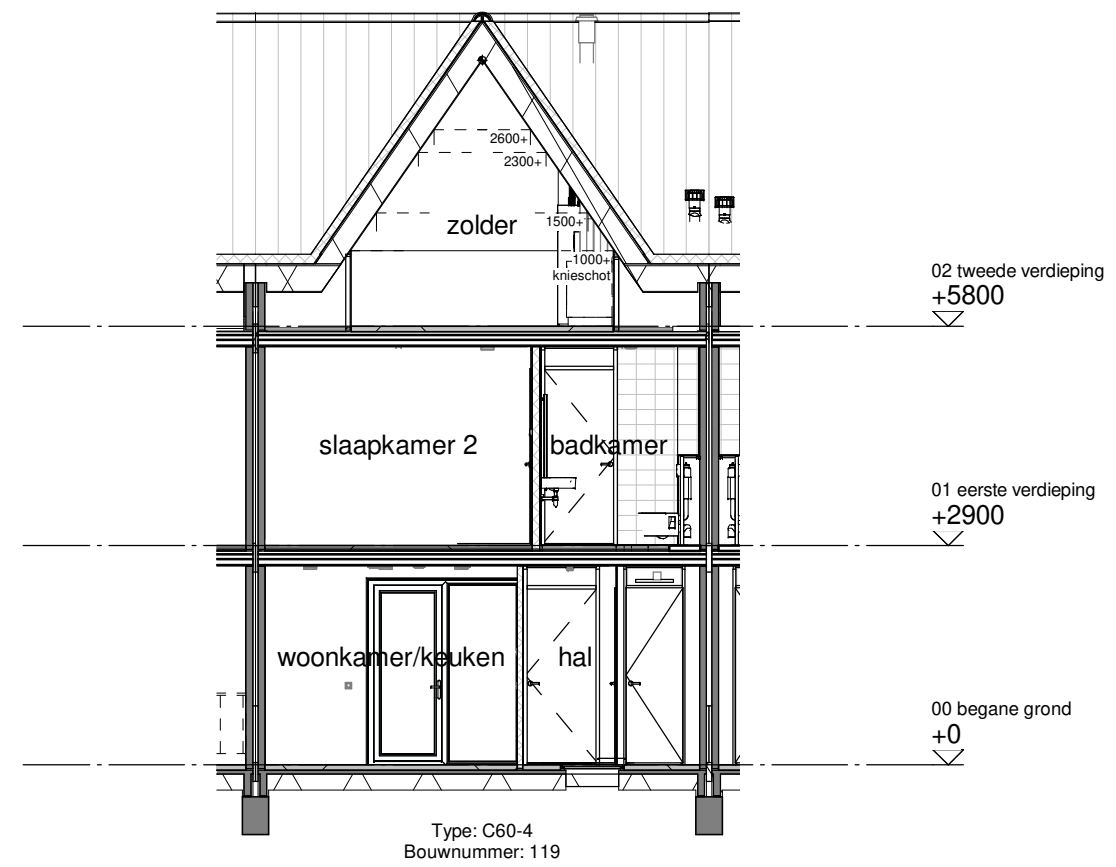 2600+
2300+
zolder
1500+
1000+
knieschot
02 tweede verdieping
+5800
slaapkamer 2
badkamer
01 eerste verdieping
+2900
woonkamer/keuken
hal
00 begane grond
+0
Type: C60-4
Bouwnummer: 119